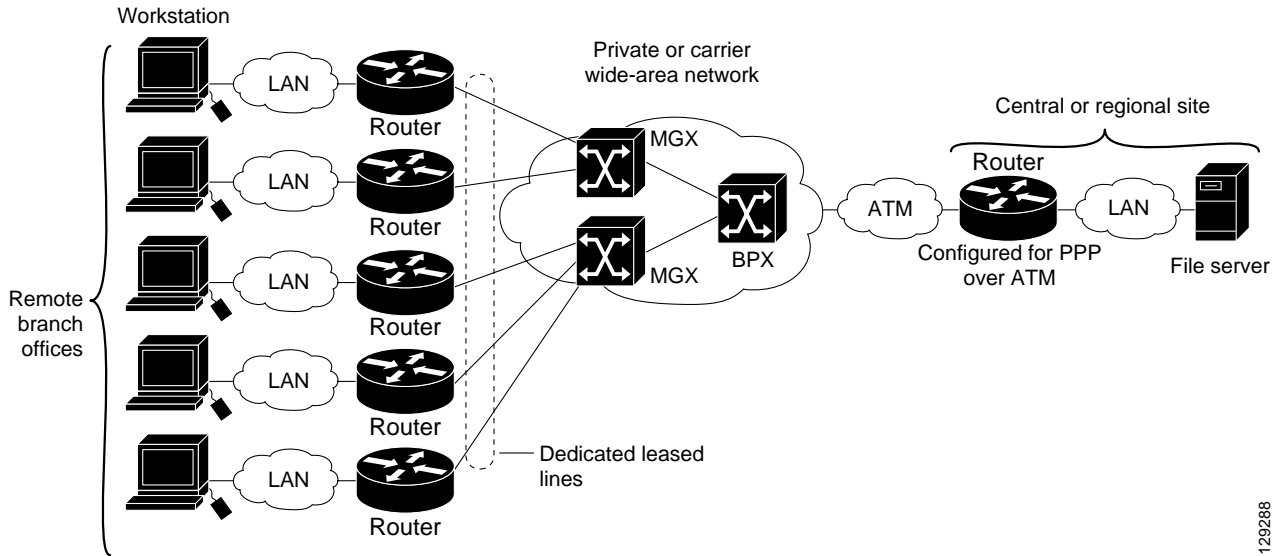 Workstation
LAN
Router
LAN
Router
LAN
Router
LAN
Router
LAN
Router
Remote
branch
offices
Dedicated leased
lines
Private or carrier
wide-area network
MGX
MGX
BPX
ATM
Central or regional site
Router
Configured for PPP
over ATM
LAN
File server
129288